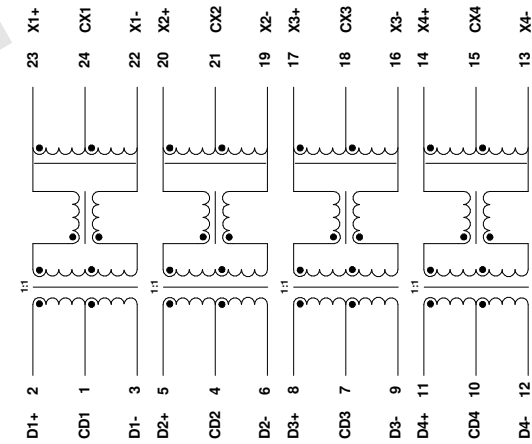 X1+ CX1 X1- X2+ CX2 X2- X3+ CX3 X3- X4+ CX4 X4-
23 24 22 20 21 19 17 18 16 14 15 13
1:1 1:1 1:1 1:1
2 1 3 5 4 6 8 7 9 11 10 12
D1+ CD1 D1- D2+ CD2 D2- D3+ CD3 D3- D4+ CD4 D4-